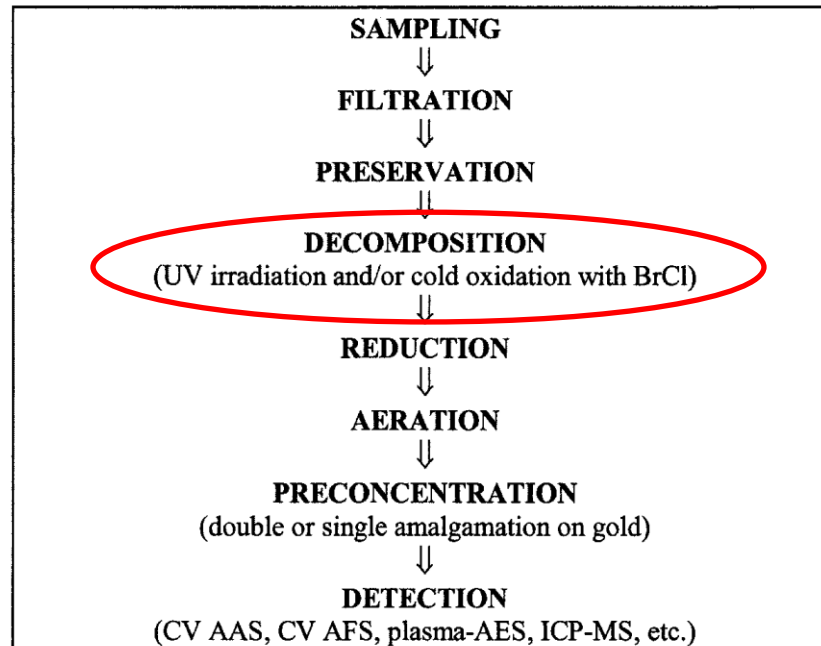 SAMPLING
⇓
FILTRATION
⇓
PRESERVATION
⇓
DECOMPOSITION
(UV irradiation and/or cold oxidation with BrCl)
⇓
REDUCTION
⇓
AERATION
⇓
PRECONCENTRATION
(double or single amalgamation on gold)
⇓
DETECTION
(CV AAS, CV AFS, plasma-AES, ICP-MS, etc.)